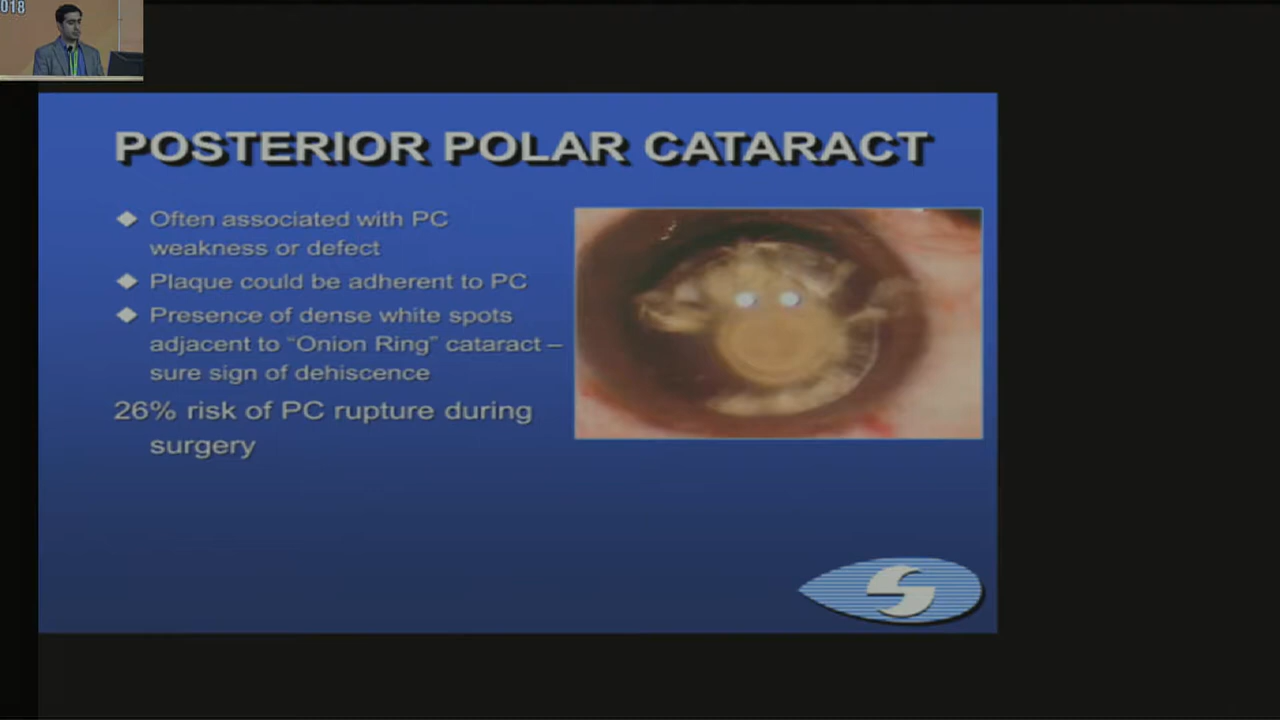 018
POSTERIOR POLAR CATARACT
Often associated with PC
weakness or defect
Plaque could be adherent to PC
Presence of dense white spots
adjacent to “Onion Ring” cataract –
sure sign of dehiscence
26% risk of PC rupture during
surgery
S